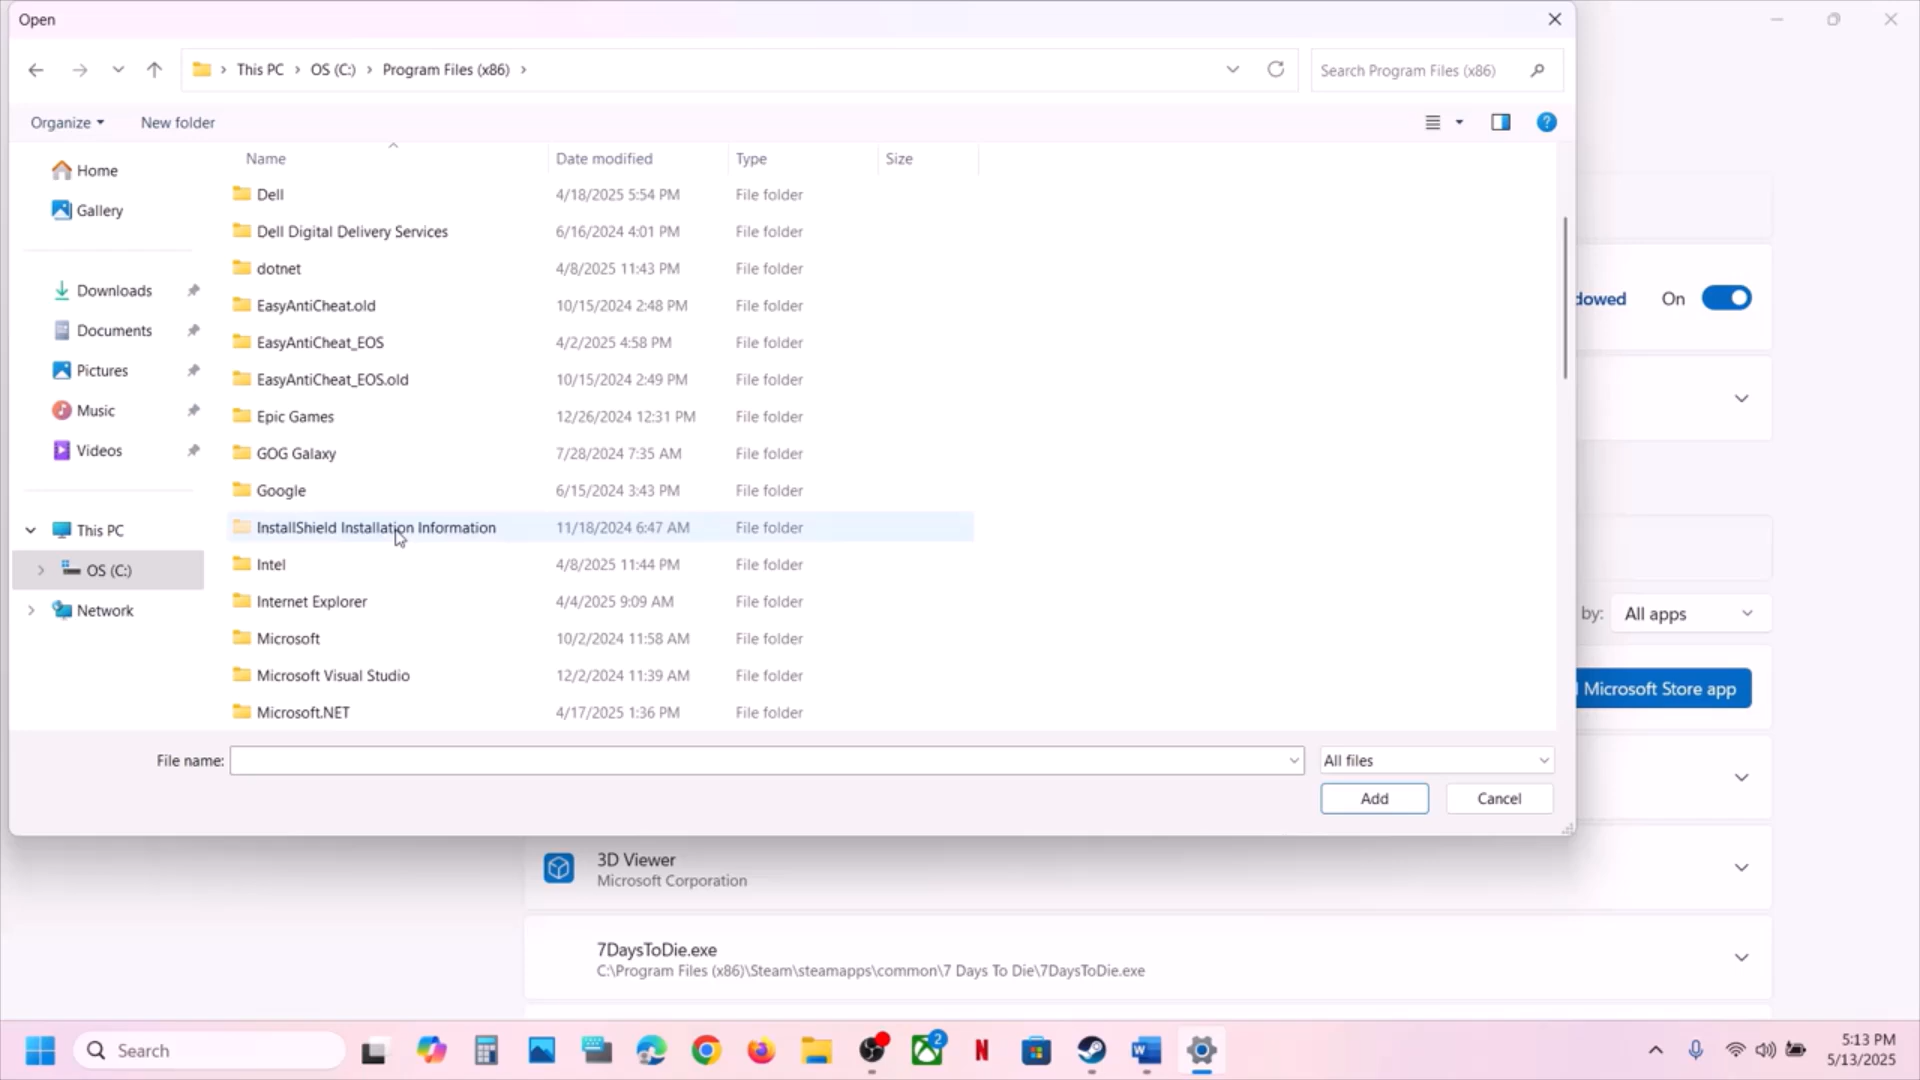 Open
This PC > OS (C:) > Program Files (x86) >
Search Program Files (x86)
Organize
New folder
Name Date modified Type Size
Home
Gallery
Downloads
Documents
Pictures
Music
Videos
This PC
OS (C:)
Network
Dell 4/18/2025 5:54 PM File folder
Dell Digital Delivery Services 6/16/2024 4:01 PM File folder
dotnet 4/8/2025 11:43 PM File folder
EasyAntiCheat.old 10/15/2024 2:48 PM File folder
EasyAntiCheat_EOS 4/2/2025 4:58 PM File folder
EasyAntiCheat_EOS.old 10/15/2024 2:49 PM File folder
Epic Games 12/26/2024 12:31 PM File folder
GOG Galaxy 7/28/2024 7:35 AM File folder
Google 6/15/2024 3:43 PM File folder
InstallShield Installation Information 11/18/2024 6:47 AM File folder
Intel 4/8/2025 11:44 PM File folder
Internet Explorer 4/4/2025 9:09 AM File folder
Microsoft 10/2/2024 11:58 AM File folder
Microsoft Visual Studio 12/2/2024 11:39 AM File folder
Microsoft.NET 4/17/2025 1:36 PM File folder
File name:
All files
Add
Cancel
dowed On
by: All apps
Microsoft Store app
3D Viewer
Microsoft Corporation
7DaysToDie.exe
C:\Program Files (x86)\Steam\steamapps\common\7 Days To Die\7DaysToDie.exe
Search
2
5:13 PM
5/13/2025